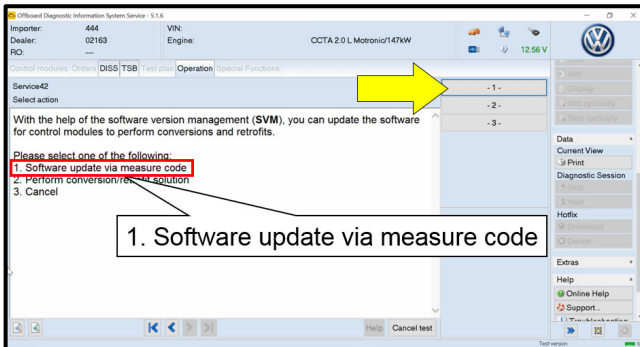 Offboard Diagnostic Information System Service - 5.1.6
Importer: 444 VIN:
Dealer: 02163 Engine: CCTA 2.0 L Motronic/147kW
RO: ---
12.56 V
Control modules Orders DISS TSB Test plan Operation Special Functions
Service42
Select action
With the help of the software version management (SVM), you can update the software
for control modules to perform conversions and retrofits.
Please select one of the following:
1. Software update via measure code
2. Perform conversion/retrofit solution
3. Cancel
1. Software update via measure code
Help Cancel test
- 1 -
- 2 -
- 3 -
Add
Display
Add cyclically
Stop cyclically
Data
Current View
Print
Diagnostic Session
Stop
Next
Hotfix
Download
Delete
Extras
Help
Online Help
Support...
Troubleshooting
Test version